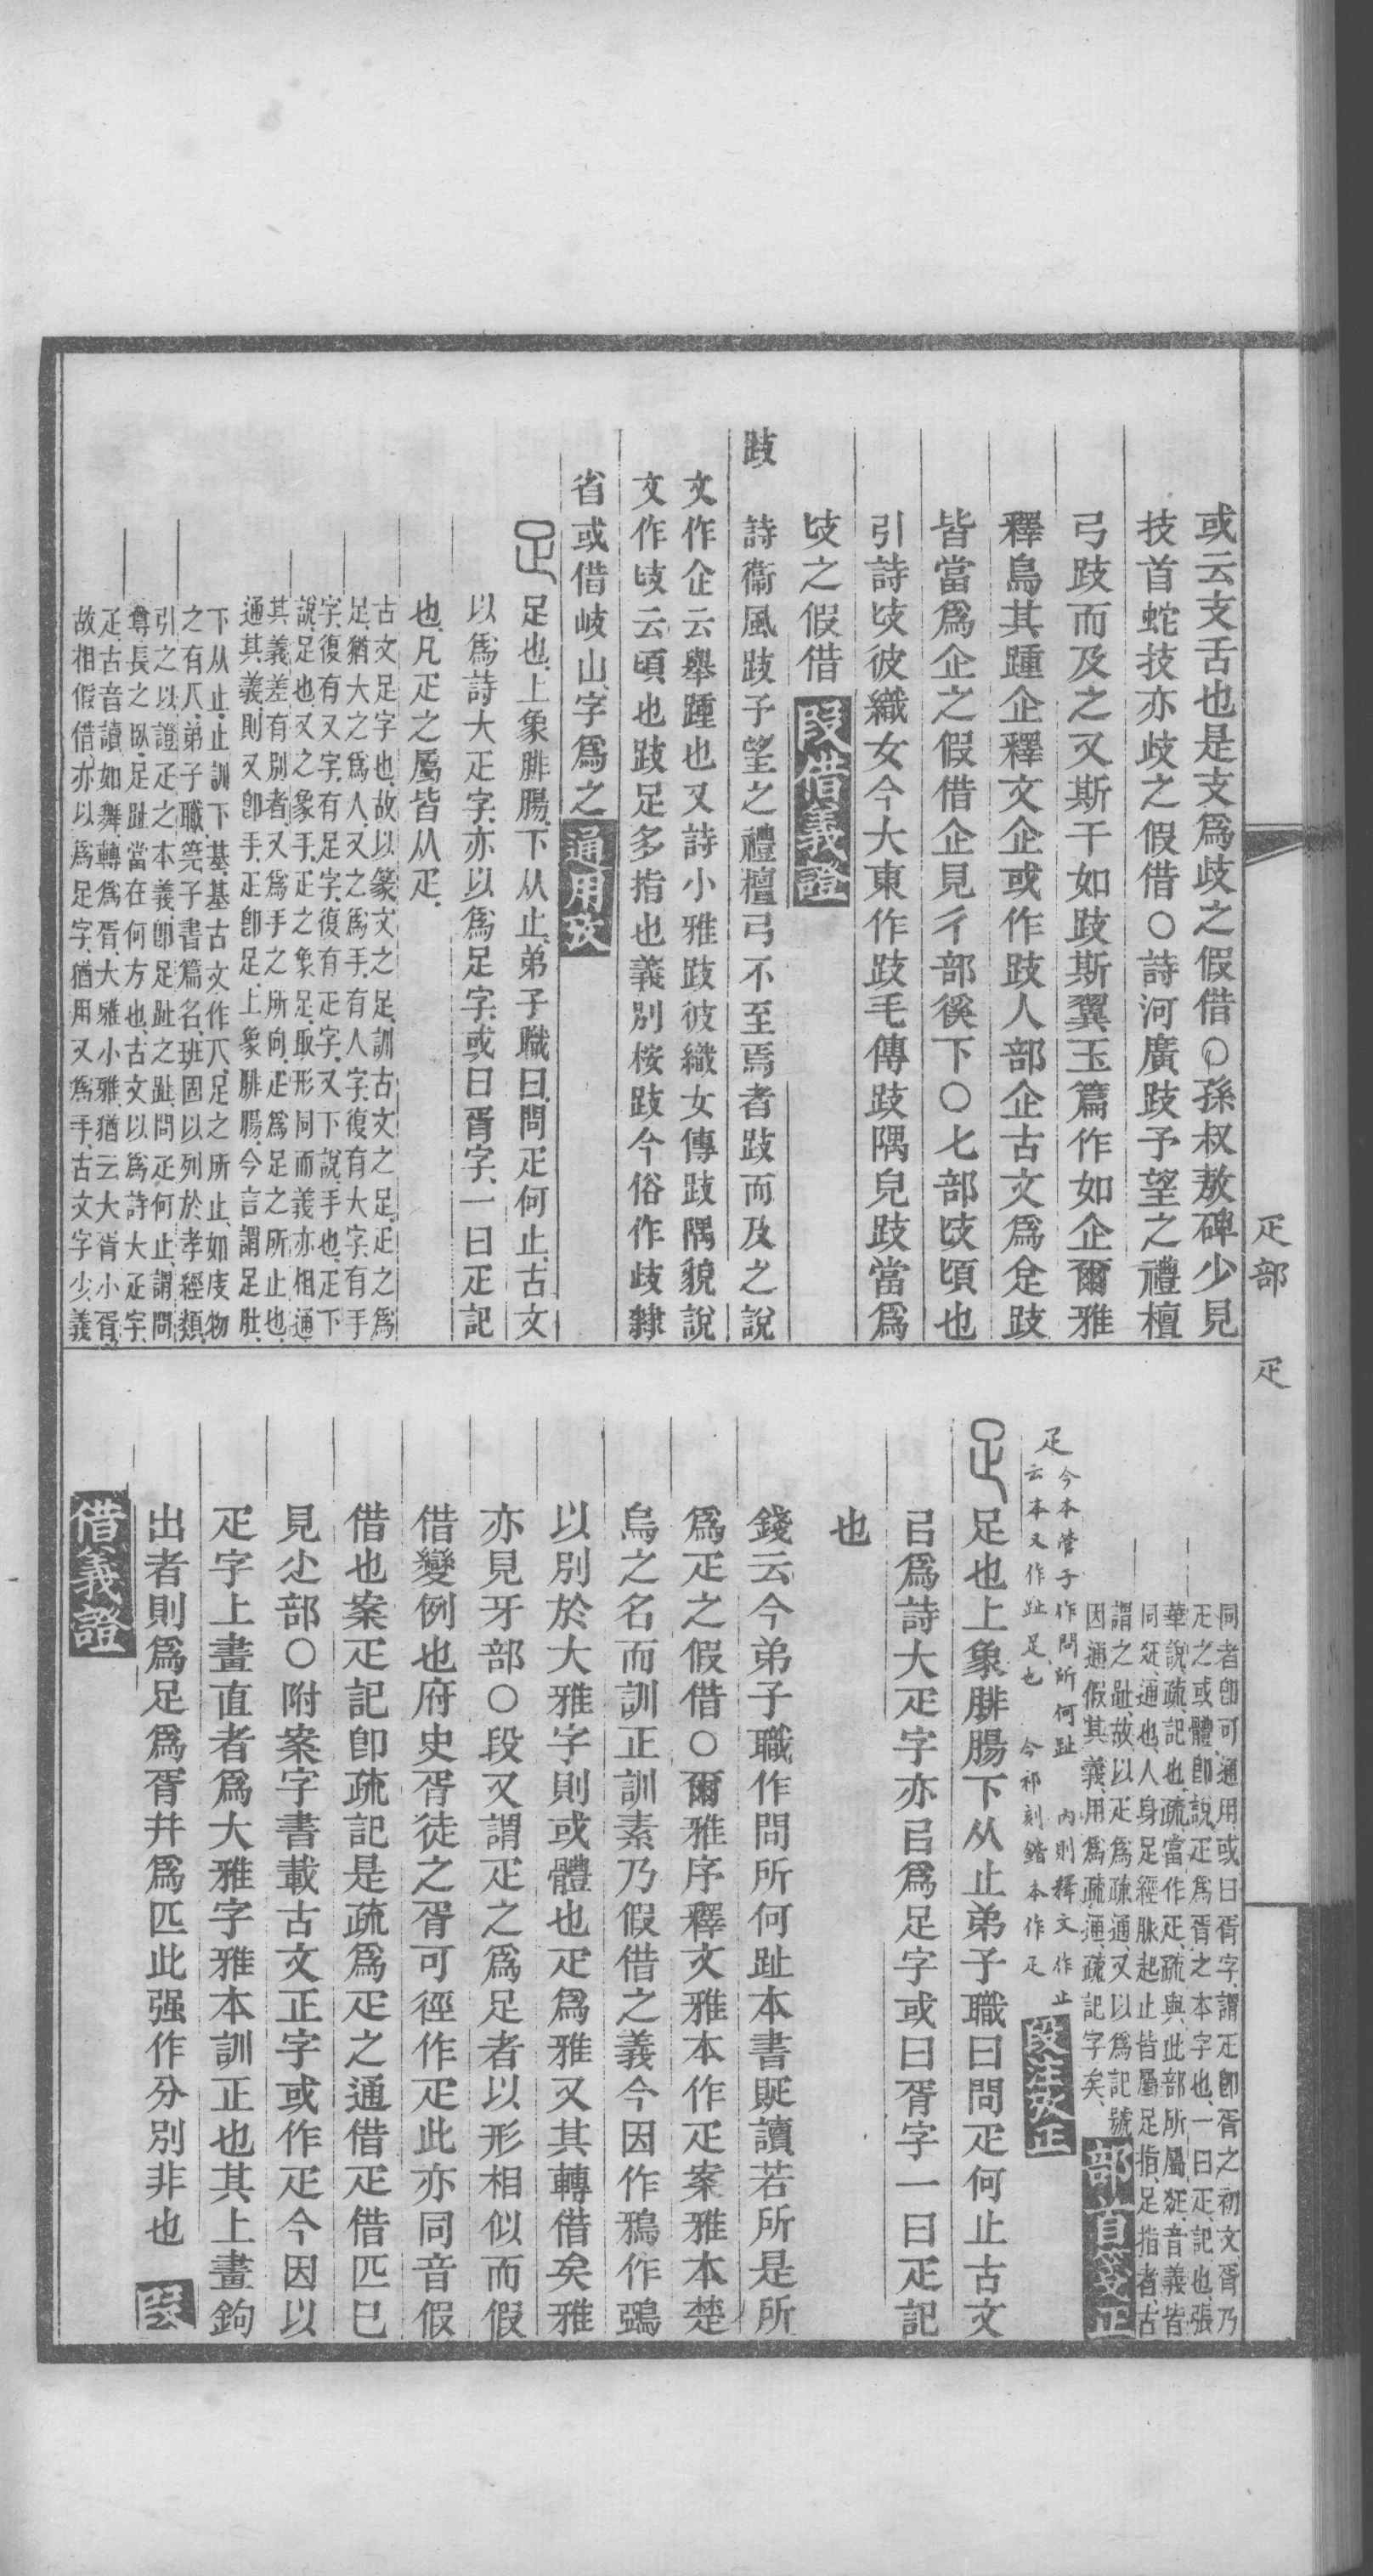 或云支舌也是支爲歧之假借○孫叔敖碑少見
技首蛇技亦歧之假借○詩河廣跂予望之禮檀
弓跂而及之又斯干如跂斯翼玉篇作如企爾雅
釋鳥其踵企釋文企或作跂人部企古文爲𠈮跂
皆當爲企之假借企見彳部徯下○匕部𠤗頃也
引詩𠤗彼織女今大東作跂毛傳跂隅皃跂當爲
𠤗之假借 段借義證
跂 詩衞風跂予望之禮檀弓不至焉者跂而及之說
文作企云舉踵也又詩小雅跂彼織女傳跂隅貌說
文作𠤗云頃也跂足多指也義別桉跂今俗作歧隸
省或借岐山字爲之 通用攷
足也、上象腓腸、下从止、弟子職曰、問疋何止、古文
以爲詩大疋字、亦以爲足字、或曰胥字、一曰疋記
也、凡疋之屬皆从疋、
古文足字也、故以篆文之足、訓古文之足、疋之爲
足、猶大之爲人、又之爲手、有人字、復有大字、有手
字、復有又字、有足字、復有疋字、又下說、手也、疋下
說、足也、又之象手、疋之象足、取形同而義亦相通、
其義差有別者、又爲手之所向、疋爲足之所止也、
通其義、則又卽手、疋卽足、上象腓腸、今言謂足肚、
下从止、止訓下基、基古文作丌、足之所止、如庋物
之有丌、弟子職、筦子書篇名、班固以列於孝經類、
引之以證疋之本義、卽足趾之趾、問疋何止、謂問
尊長之臥、足趾當在何方也、古文以爲詩大疋字、
疋、古音讀如舞、轉爲胥、大雅小雅、猶云大胥小胥、
故相假借、亦以爲足字、猶用又爲手、古文字少、義
疋部 疋
同者卽可通用、或曰胥字、謂疋卽胥之初文、胥乃
疋之或體、卽說疋爲胥之本字也、一曰疋、記也、張
華說疏、記也、疏當作疋、疏與此部所屬𤕟、音義皆
同、𤕟、通也、人身足經脉起止皆屬足指、足指者、古
謂之趾、故以疋爲疏通、又以爲記號
因通假其義、用爲疏通、疏記字矣、 部首箋正
疋 今本管子作問所何趾 內則釋文作止
云本又作趾足也 今祁刻鍇本作疋 段注攷正
足也上象腓腸下从止弟子職曰問疋何止古文
㠯爲詩大疋字亦㠯爲足字或曰胥字一曰疋記
也
錢云今弟子職作問所何趾本書䟽讀若所是所
爲疋之假借○爾雅序釋文雅本作疋案雅本楚
烏之名而訓正訓素乃假借之義今因作鴉作鵶
以別於大雅字則或體也疋爲雅又其轉借矣雅
亦見牙部○段又謂疋之爲足者以形相似而假
借變例也府史胥徒之胥可徑作疋此亦同音假
借也案疋記卽疏記是疏爲疋之通借疋借匹已
見尐部○附案字書載古文正字或作疋今因以
疋字上畫直者爲大雅字雅本訓正也其上畫鉤
出者則爲足爲胥幷爲匹此强作分別非也 段
借義證